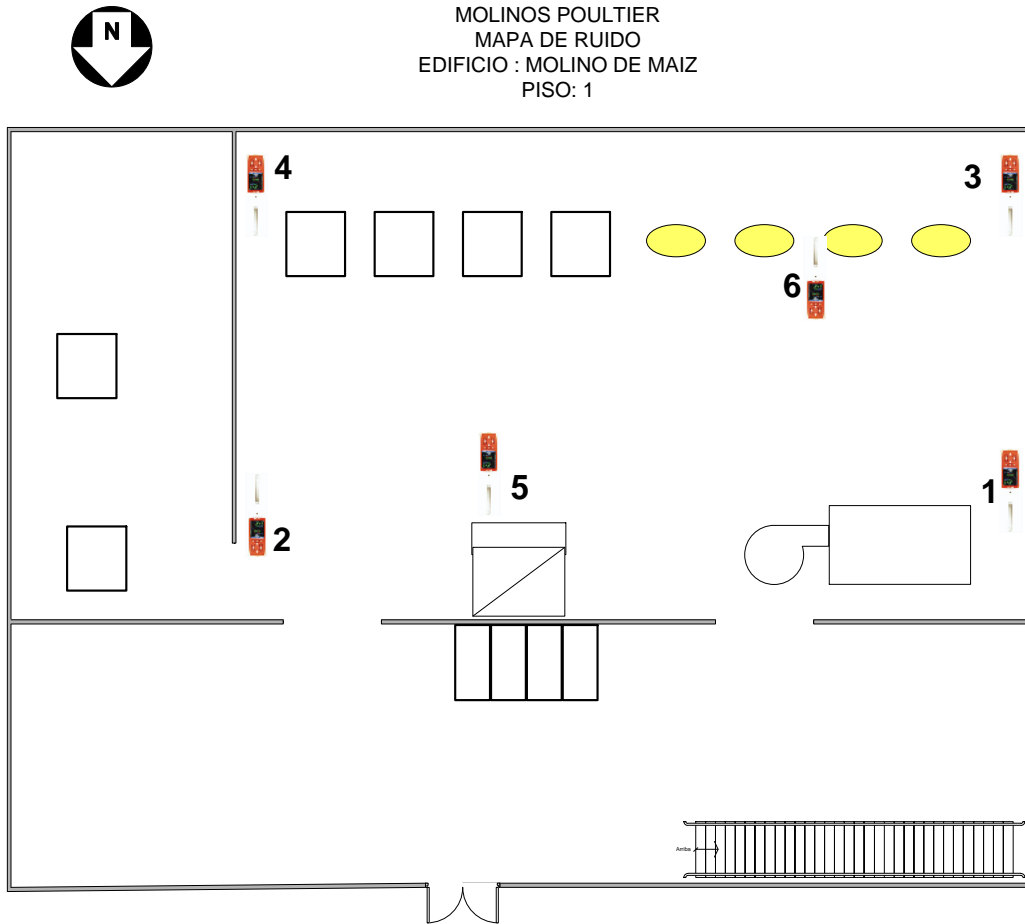 N
MOLINOS POULTIER
MAPA DE RUIDO
EDIFICIO : MOLINO DE MAIZ
PISO: 1
4
3
6
5
1
2
Arriba